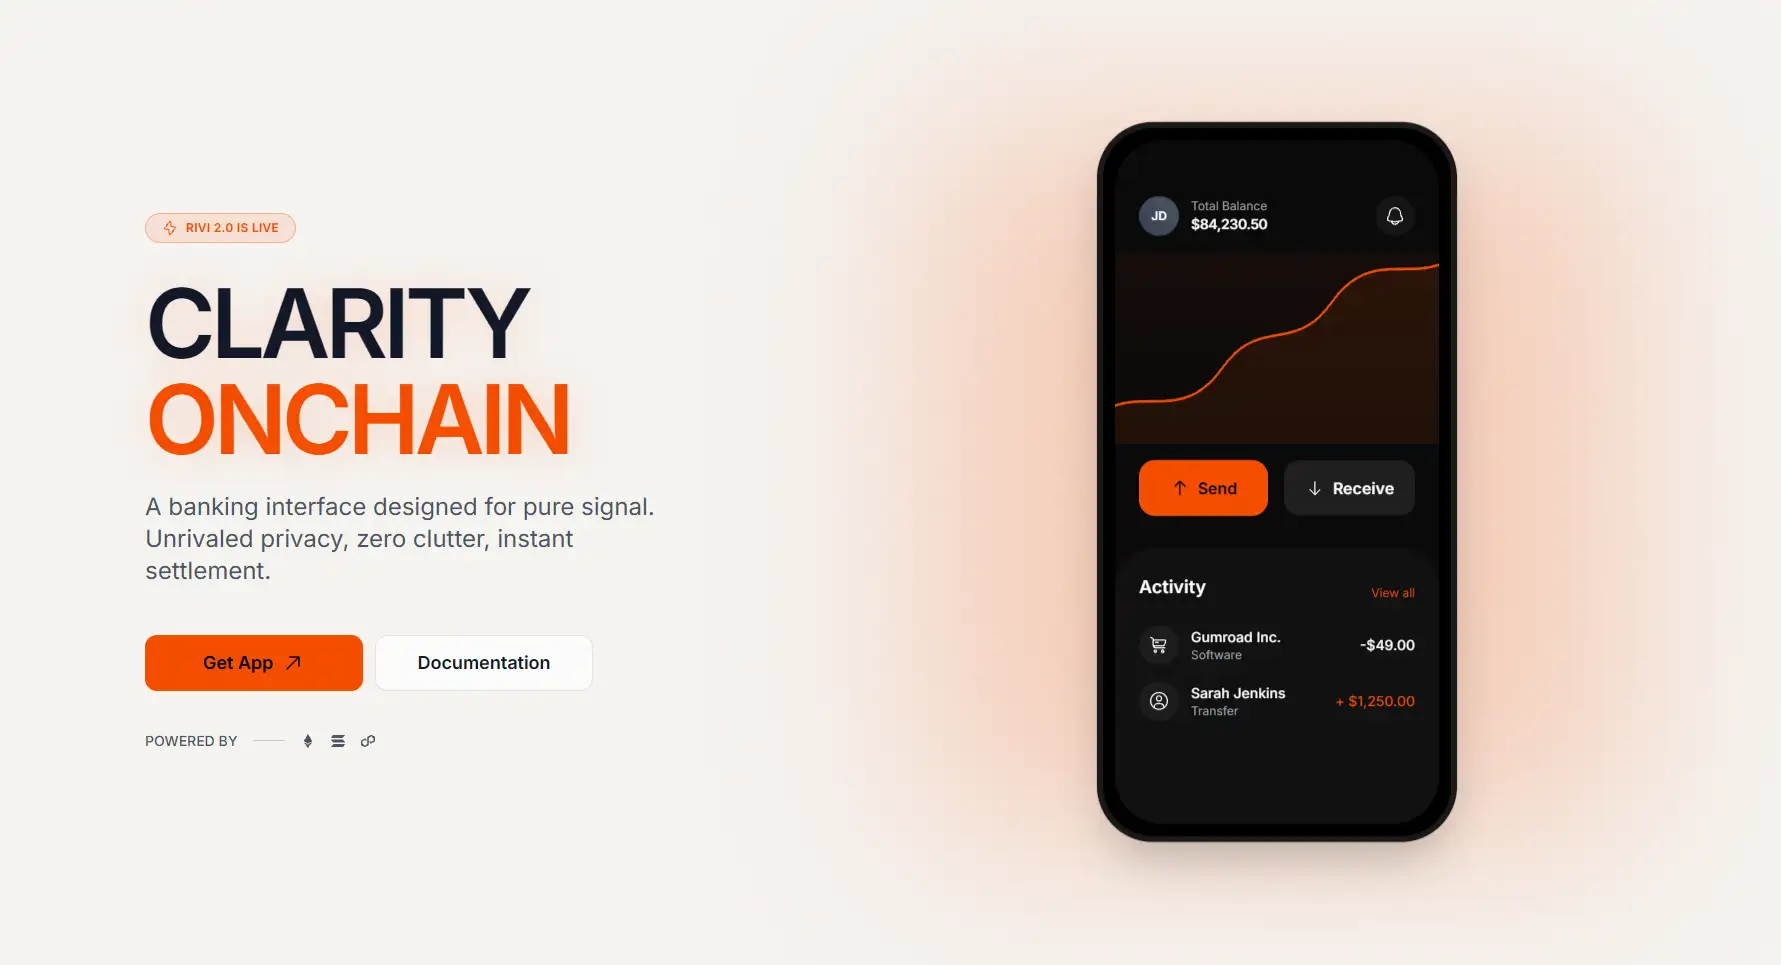 RIVI 2.0 IS LIVE
CLARITY
ONCHAIN
A banking interface designed for pure signal.
Unrivaled privacy, zero clutter, instant
settlement.
Get App
Documentation
POWERED BY
JD
Total Balance
$84,230.50
Send
Receive
Activity
View all
Gumroad Inc.
Software
-$49.00
Sarah Jenkins
Transfer
+ $1,250.00